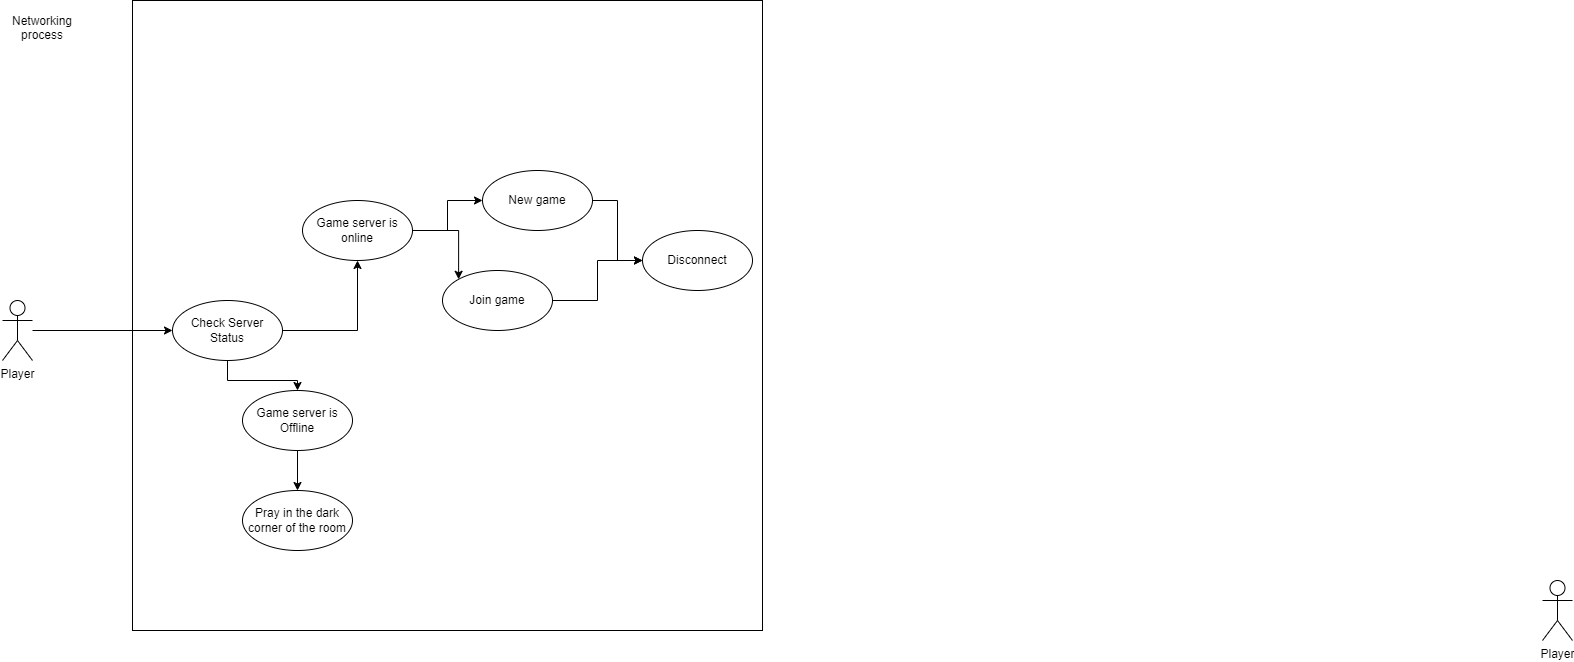 Networking
process
New game
Game server is
online
Disconnect
Join game
Check Server
Status
Player
Game server is
Offline
Pray in the dark
corner of the room
Player